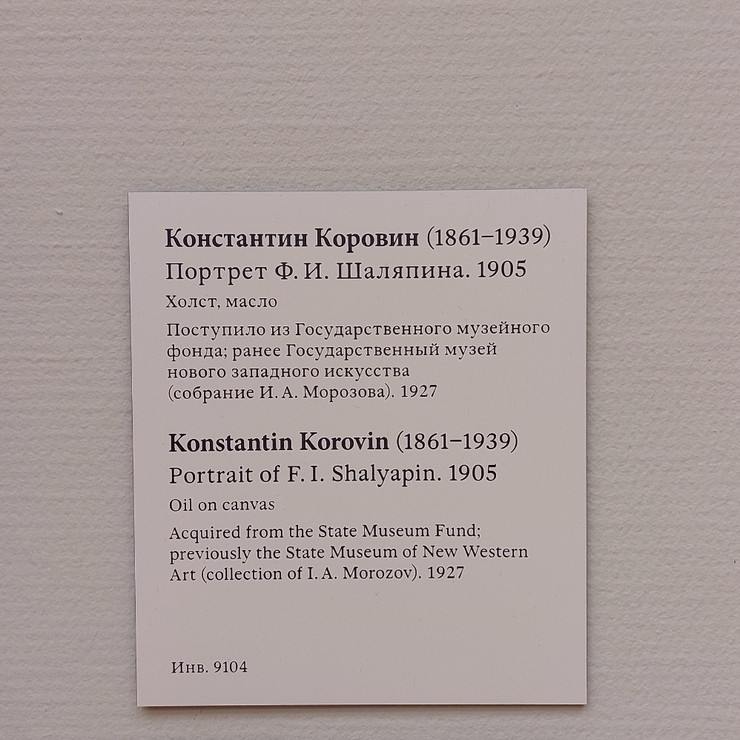 Константин Коровин (1861–1939)
Портрет Ф. И. Шаляпина. 1905
Холст, масло
Поступило из Государственного музейного
фонда; ранее Государственный музей
нового западного искусства
(собрание И. А. Морозова). 1927
Konstantin Korovin (1861–1939)
Portrait of F. I. Shalyapin. 1905
Oil on canvas
Acquired from the State Museum Fund;
previously the State Museum of New Western
Art (collection of I. A. Morozov). 1927
Инв. 9104